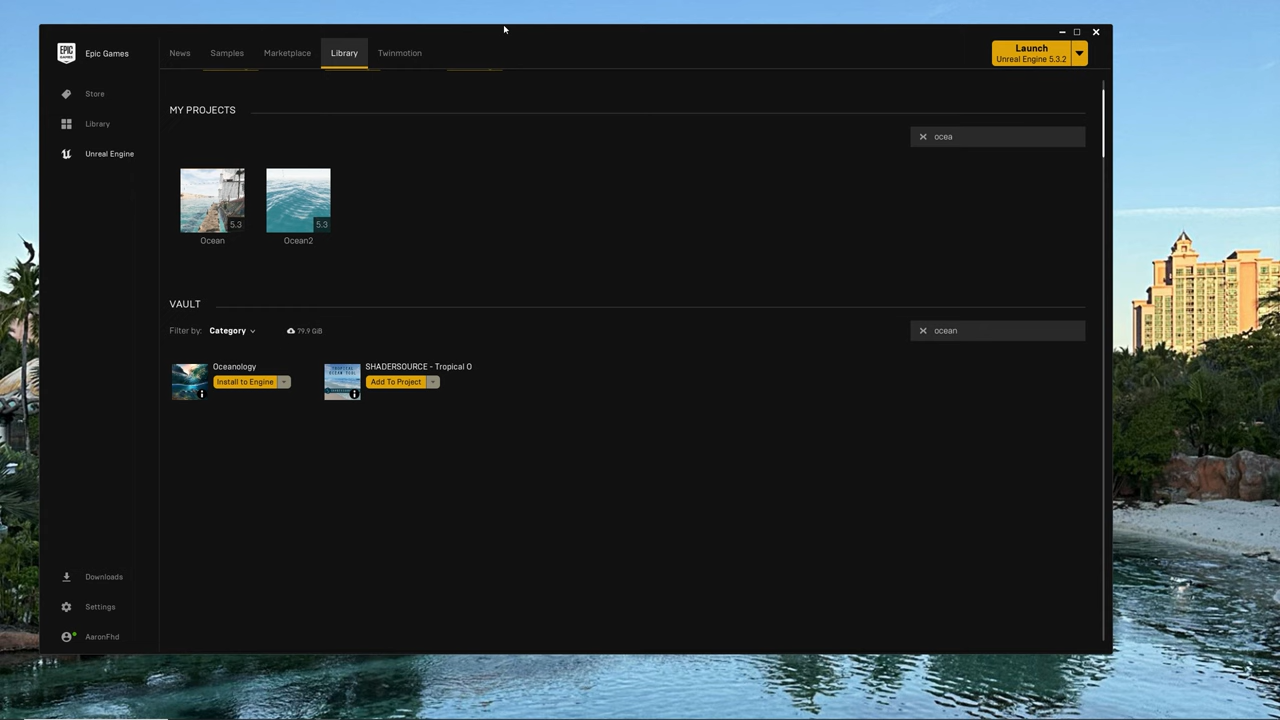 EPIC GAMES
Epic Games
News
Samples
Marketplace
Library
Twinmotion
Launch
Unreal Engine 5.3.2
Store
Library
Unreal Engine
MY PROJECTS
ocea
5.3
5.3
Ocean
Ocean2
VAULT
Filter by:
Category
79.9 GiB
ocean
Oceanology
Install to Engine
SHADERSOURCE - Tropical O
Add To Project
Downloads
Settings
AaronFhd